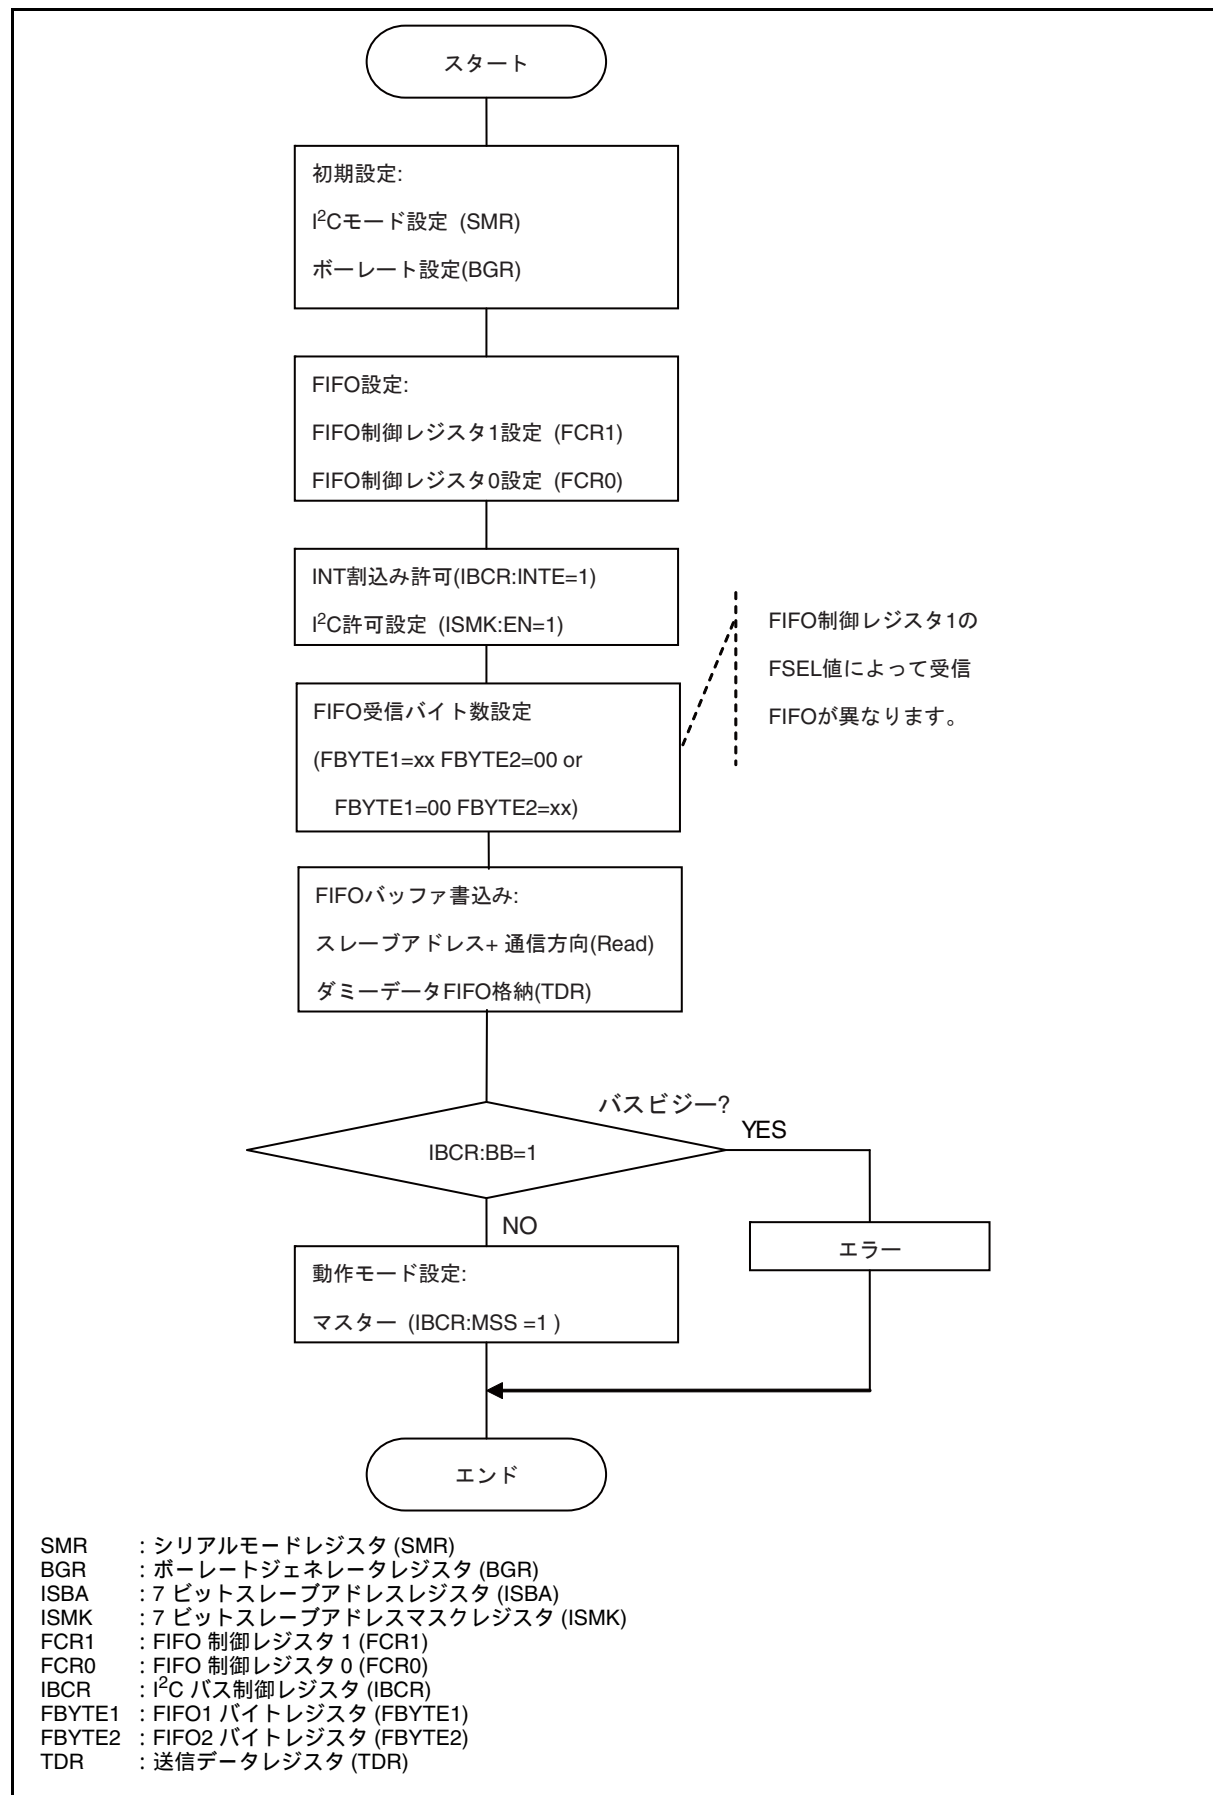 スタート
初期設定:
I²Cモード設定 (SMR)
ボーレート設定(BGR)
FIFO設定:
FIFO制御レジスタ1設定 (FCR1)
FIFO制御レジスタ0設定 (FCR0)
INT割込み許可(IBCR:INTE=1)
I²C許可設定 (ISMK:EN=1)
FIFO制御レジスタ1の
FSEL値によって受信
FIFOが異なります。
FIFO受信バイト数設定
(FBYTE1=xx FBYTE2=00 or
FBYTE1=00 FBYTE2=xx)
FIFOバッファ書込み:
スレーブアドレス+ 通信方向(Read)
ダミーデータFIFO格納(TDR)
バスビジー?
YES
IBCR:BB=1
NO
エラー
動作モード設定:
マスター (IBCR:MSS =1 )
エンド
SMR : シリアルモードレジスタ (SMR)
BGR : ボーレートジェネレータレジスタ (BGR)
ISBA : 7 ビットスレーブアドレスレジスタ (ISBA)
ISMK : 7 ビットスレーブアドレスマスクレジスタ (ISMK)
FCR1 : FIFO 制御レジスタ 1 (FCR1)
FCR0 : FIFO 制御レジスタ 0 (FCR0)
IBCR : I²C バス制御レジスタ (IBCR)
FBYTE1 : FIFO1 バイトレジスタ (FBYTE1)
FBYTE2 : FIFO2 バイトレジスタ (FBYTE2)
TDR : 送信データレジスタ (TDR)